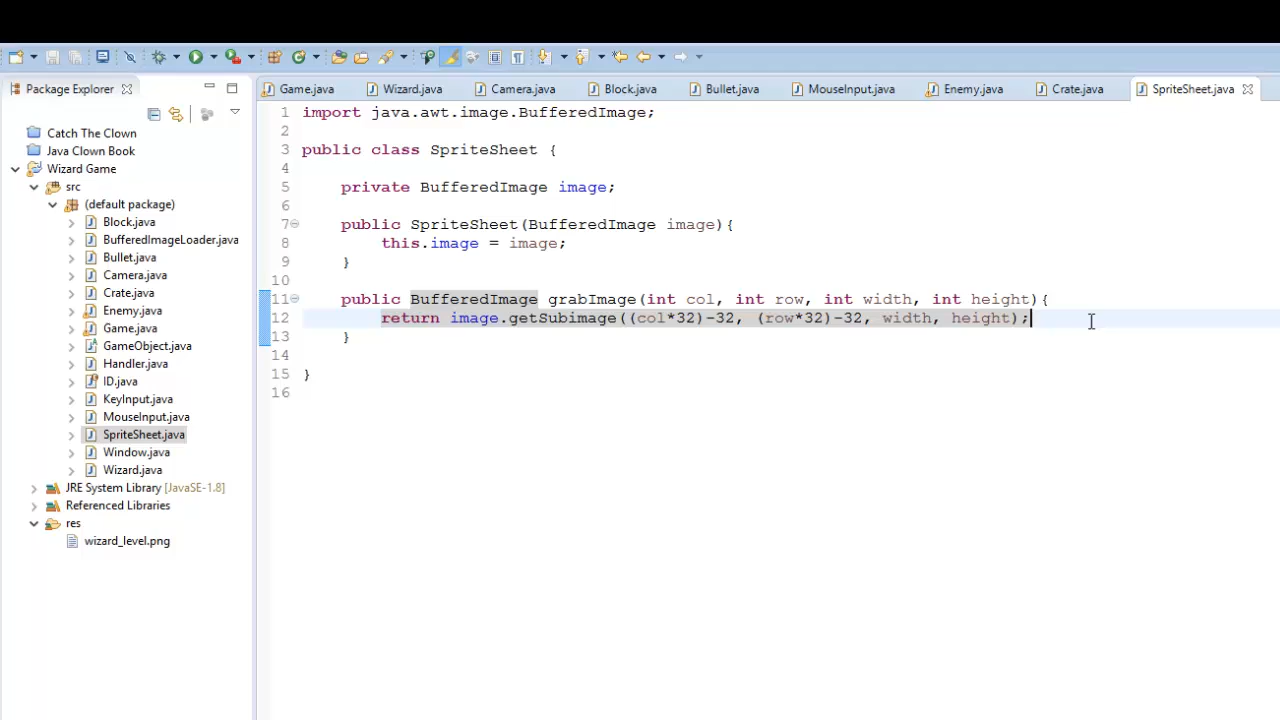 Package Explorer
Game.java
Wizard.java
Camera.java
Block.java
Bullet.java
MouseInput.java
Enemy.java
Crate.java
SpriteSheet.java
Catch The Clown
Java Clown Book
Wizard Game
src
(default package)
Block.java
BufferedImageLoader.java
Bullet.java
Camera.java
Crate.java
Enemy.java
Game.java
GameObject.java
Handler.java
ID.java
KeyInput.java
MouseInput.java
SpriteSheet.java
Window.java
Wizard.java
JRE System Library [JavaSE-1.8]
Referenced Libraries
res
wizard_level.png
1 import java.awt.image.BufferedImage;
2
3 public class SpriteSheet {
4
5 private BufferedImage image;
6
7 public SpriteSheet(BufferedImage image){
8 this.image = image;
9 }
10
11 public BufferedImage grabImage(int col, int row, int width, int height){
12 return image.getSubimage((col*32)-32, (row*32)-32, width, height);
13 }
14
15 }
16